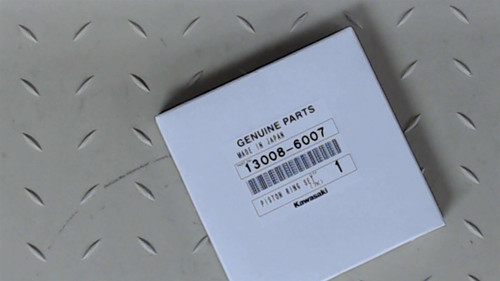 GENUINE PARTS
MADE IN JAPAN
13008-6007
PISTON RING SET 1
Kawasaki